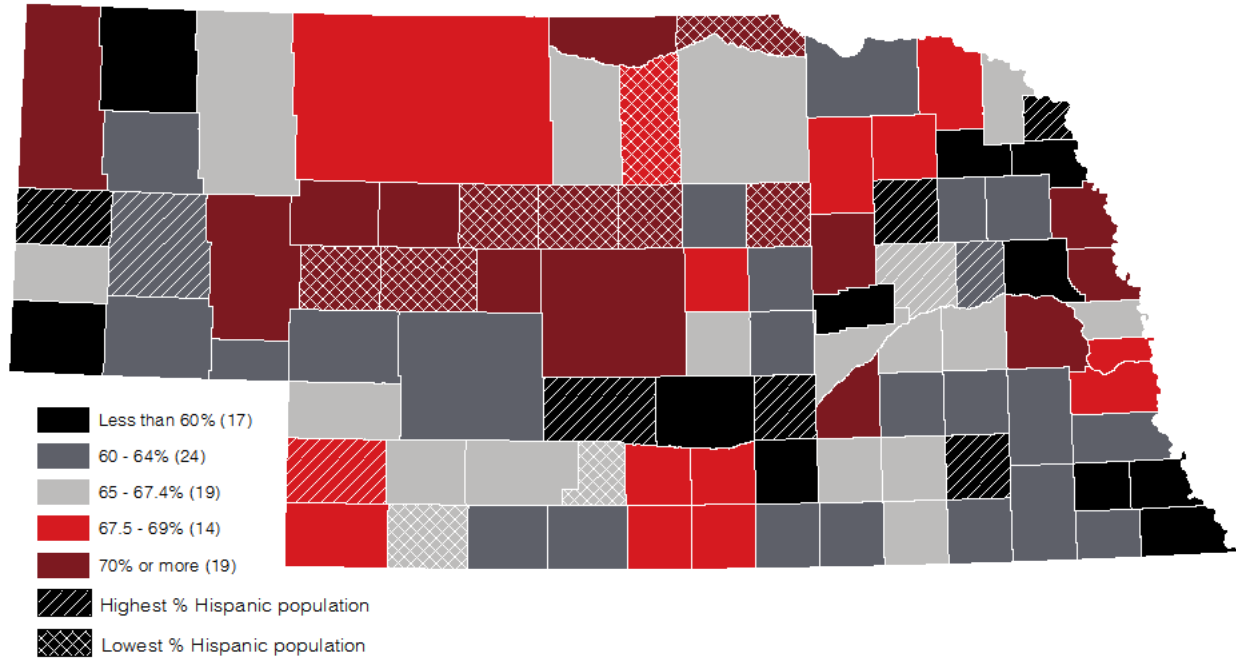 Less than 60% (17)
60 - 64% (24)
65 - 67.4% (19)
67.5 - 69% (14)
70% or more (19)
Highest % Hispanic population
Lowest % Hispanic population